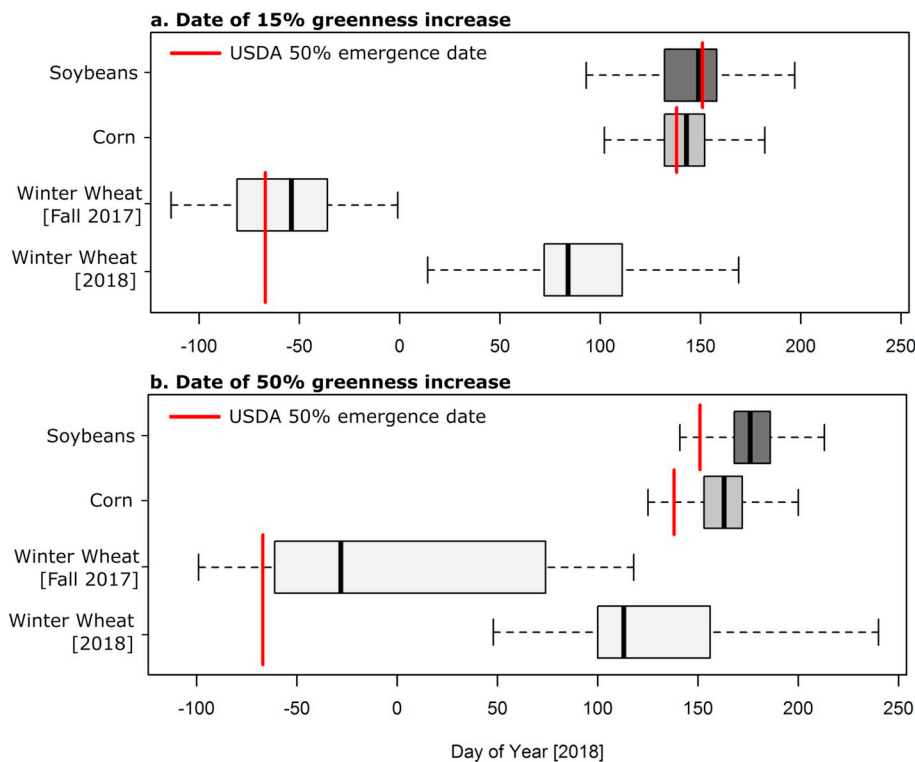 a. Date of 15% greenness increase
USDA 50% emergence date
Soybeans
Corn
Winter Wheat
[Fall 2017]
Winter Wheat
[2018]
-100 -50 0 50 100 150 200 250
b. Date of 50% greenness increase
USDA 50% emergence date
Soybeans
Corn
Winter Wheat
[Fall 2017]
Winter Wheat
[2018]
-100 -50 0 50 100 150 200 250
Day of Year [2018]